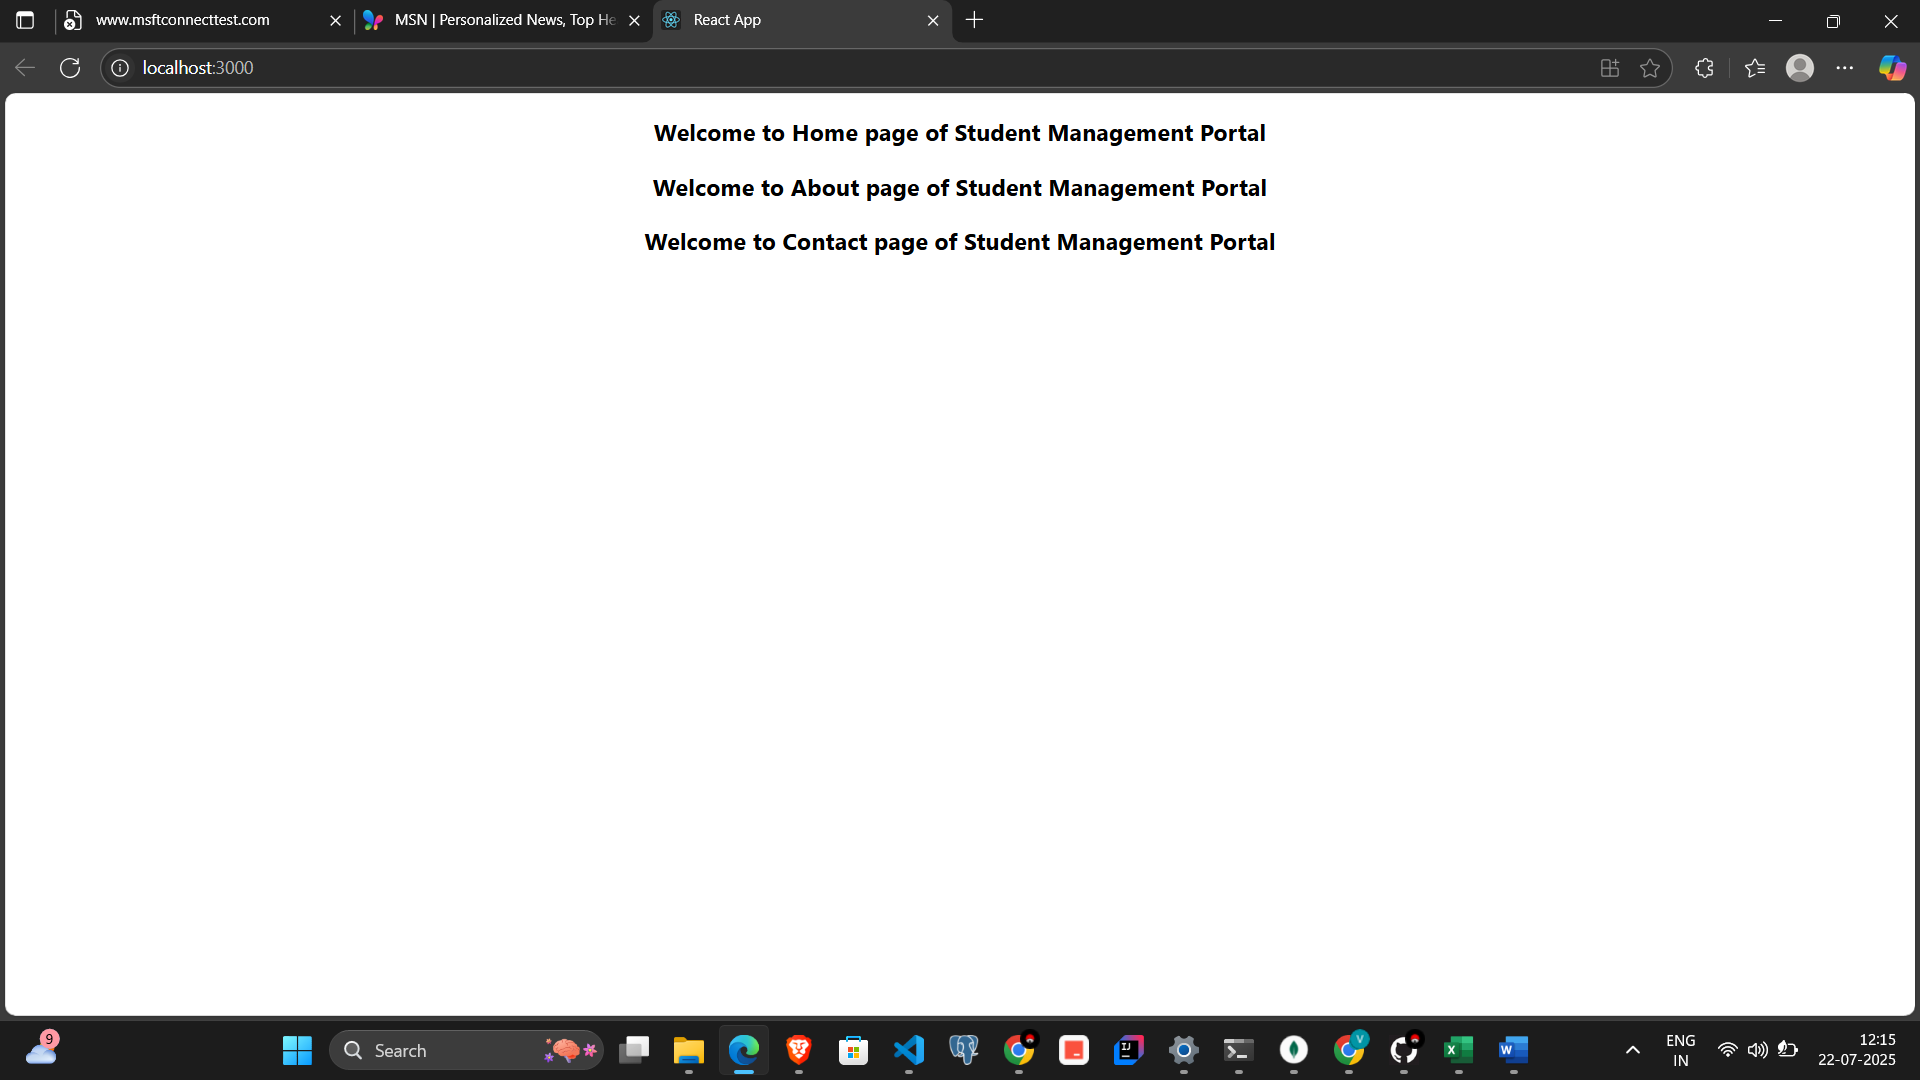 www.msftconnecttest.com
MSN | Personalized News, Top He
React App
localhost:3000
Welcome to Home page of Student Management Portal
Welcome to About page of Student Management Portal
Welcome to Contact page of Student Management Portal
9
Search
V
ENG
IN
12:15
22-07-2025